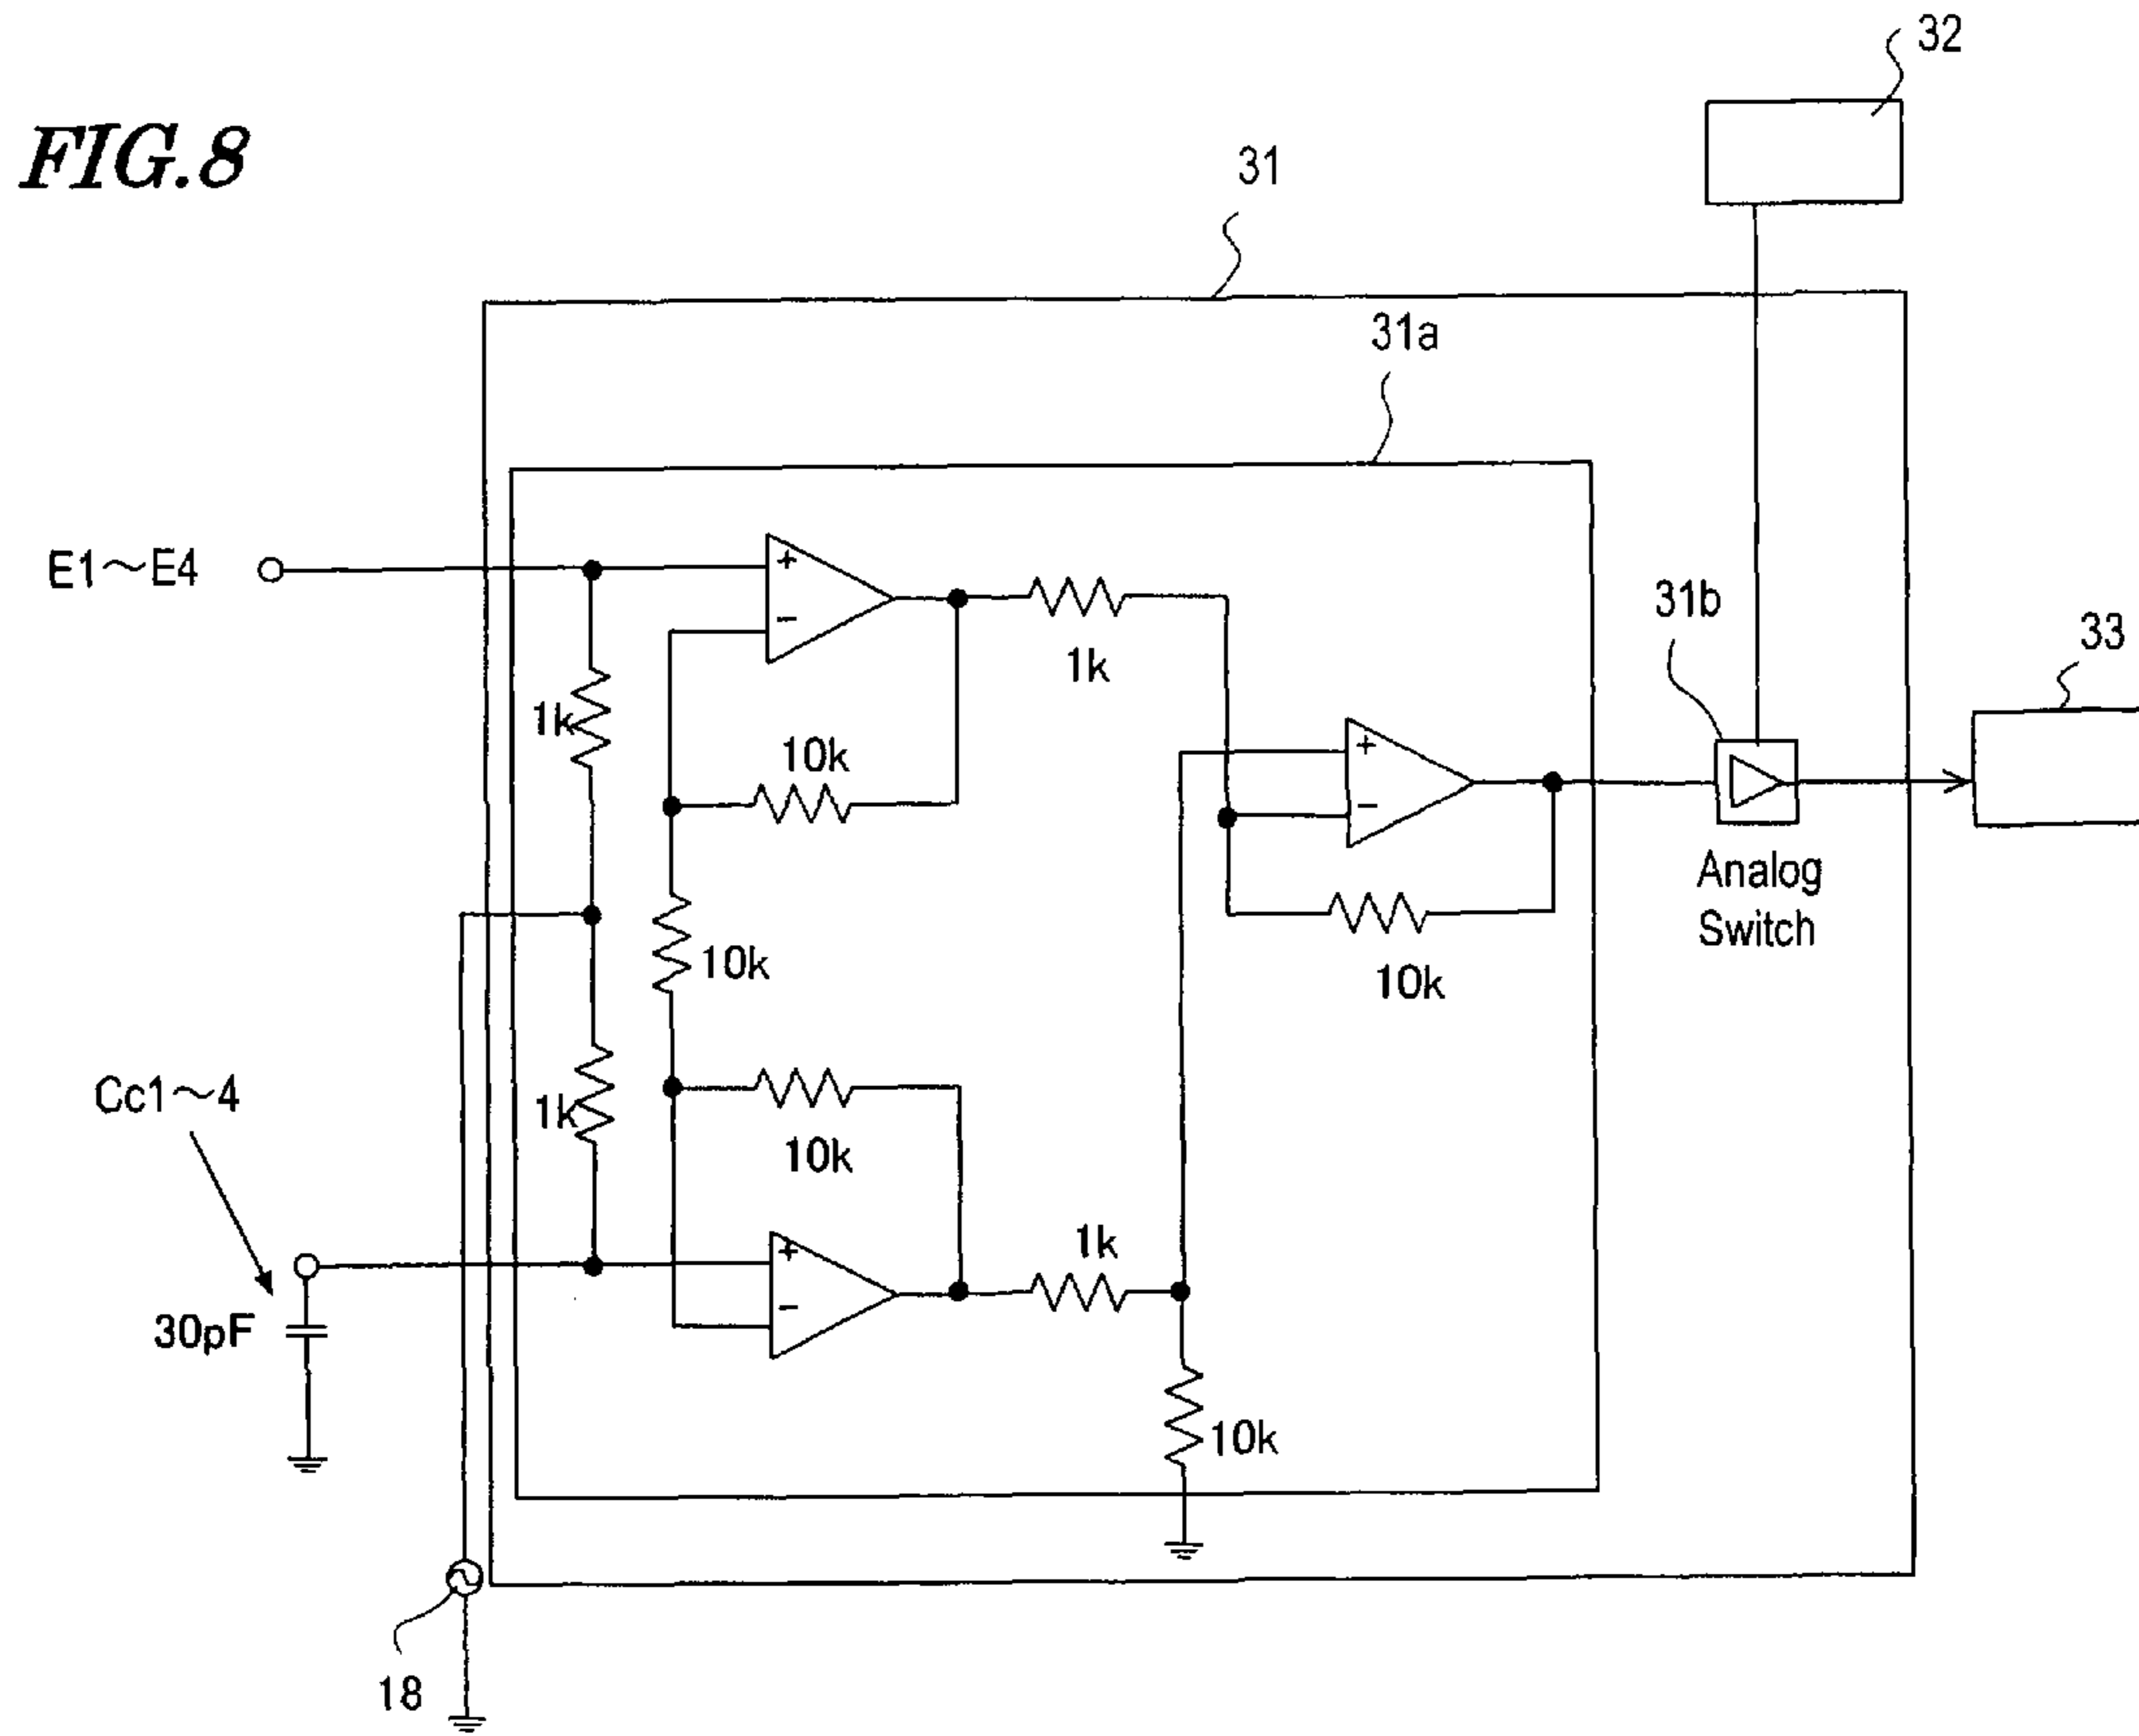 FIG.8
32
31
31a
E1～E4
+
−
1k
31b
33
1k
10k
+
−
Analog
Switch
10k
10k
Cc1～4
1k
10k
1k
+
−
30pF
10k
18